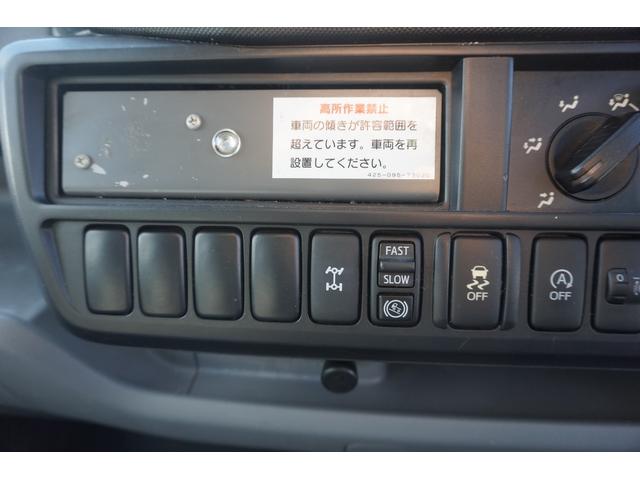 高所作業禁止
車両の傾きが許容範囲を
超えています。車両を再
設置してください。
FAST
SLOW
OFF
A
OFF
0